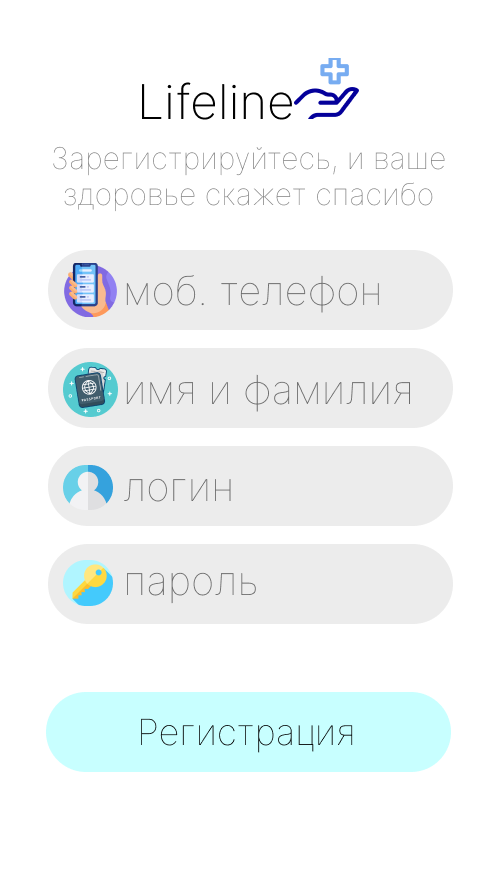 Lifeline
Зарегистрируйтесь, и ваше
здоровье скажет спасибо
моб. телефон
имя и фамилия
PASSPORT
логин
пароль
Регистрация